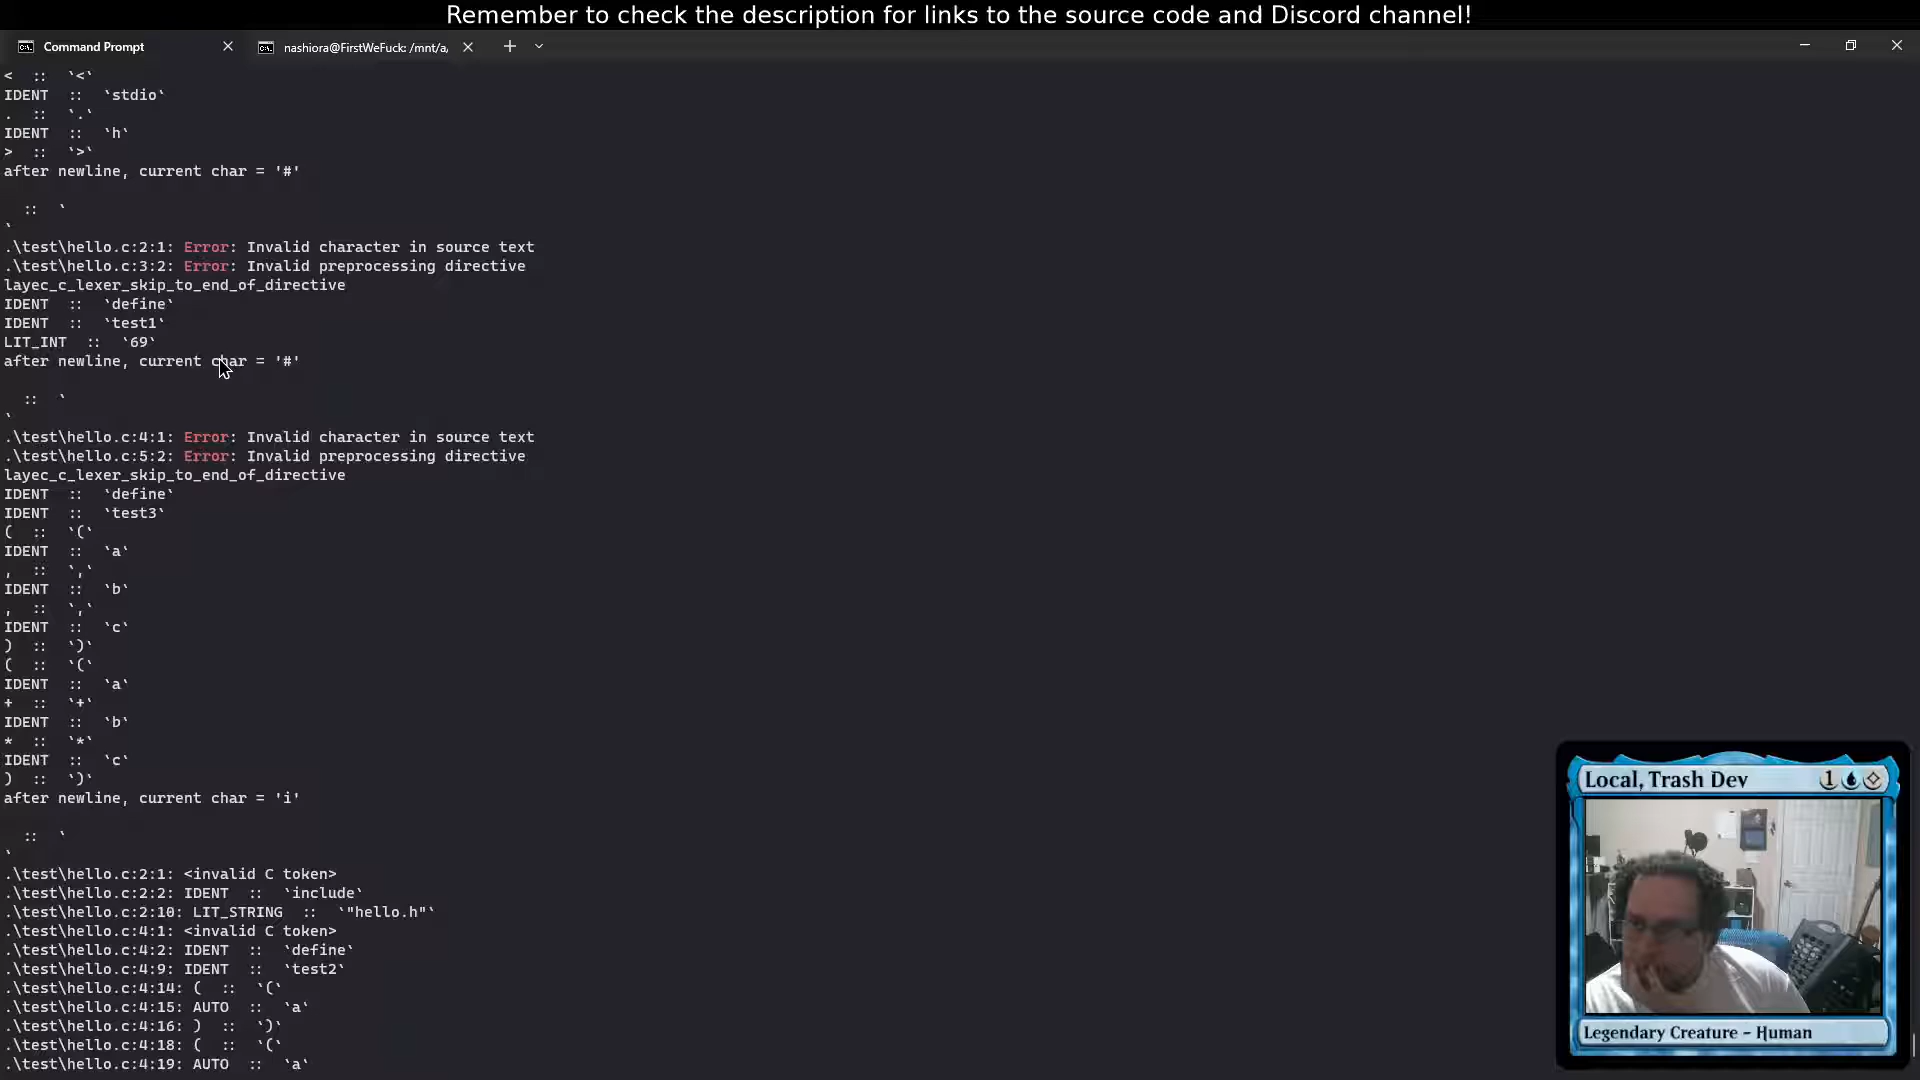 Remember to check the description for links to the source code and Discord channel!
Command Prompt
nashiora@FirstWeFuck: /mnt/a,
<  ::  `<`
IDENT  ::  `stdio`
.  ::  `.`
IDENT  ::  `h`
>  ::  `>`
after newline, current char = '#'
::  `
`
.\test\hello.c:2:1: Error: Invalid character in source text
.\test\hello.c:3:2: Error: Invalid preprocessing directive
layec_c_lexer_skip_to_end_of_directive
IDENT  ::  `define`
IDENT  ::  `test1`
LIT_INT  ::  `69`
after newline, current char = '#'
::  `
`
.\test\hello.c:4:1: Error: Invalid character in source text
.\test\hello.c:5:2: Error: Invalid preprocessing directive
layec_c_lexer_skip_to_end_of_directive
IDENT  ::  `define`
IDENT  ::  `test3`
(  ::  `(`
IDENT  ::  `a`
,  ::  `,`
IDENT  ::  `b`
,  ::  `,`
IDENT  ::  `c`
)  ::  `)`
(  ::  `(`
IDENT  ::  `a`
+  ::  `+`
IDENT  ::  `b`
*  ::  `*`
IDENT  ::  `c`
)  ::  `)`
after newline, current char = 'i'
::  `
`
.\test\hello.c:2:1: <invalid C token>
.\test\hello.c:2:2: IDENT  ::  `include`
.\test\hello.c:2:10: LIT_STRING  ::  `"hello.h"`
.\test\hello.c:4:1: <invalid C token>
.\test\hello.c:4:2: IDENT  ::  `define`
.\test\hello.c:4:9: IDENT  ::  `test2`
.\test\hello.c:4:14: (  ::  `(`
.\test\hello.c:4:15: AUTO  ::  `a`
.\test\hello.c:4:16: )  ::  `)`
.\test\hello.c:4:18: (  ::  `(`
.\test\hello.c:4:19: AUTO  ::  `a`
Local, Trash Dev 1
Legendary Creature – Human